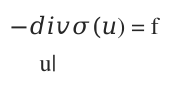 −divσ(u) = f
u|